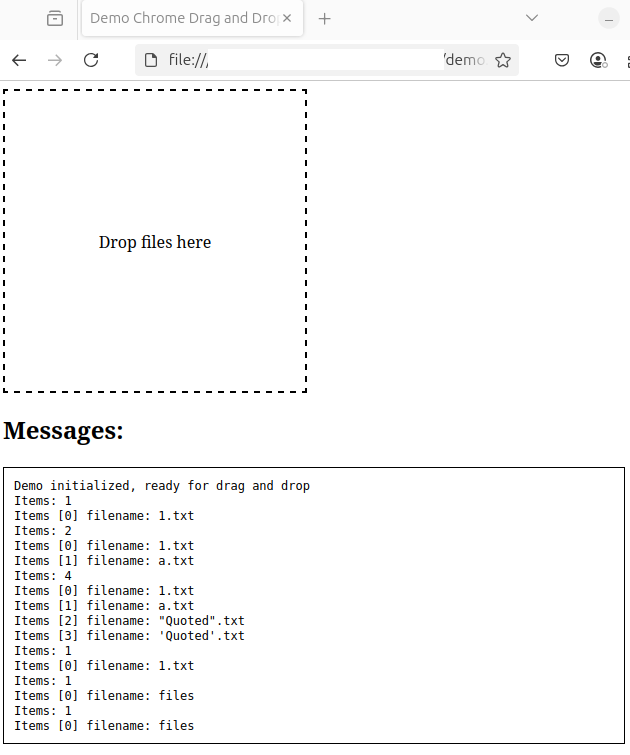 Demo Chrome Drag and Dro
file:///
/demo
Drop files here
Messages:
Demo initialized, ready for drag and drop
Items: 1
Items [0] filename: 1.txt
Items: 2
Items [0] filename: 1.txt
Items [1] filename: a.txt
Items: 4
Items [0] filename: 1.txt
Items [1] filename: a.txt
Items [2] filename: "Quoted".txt
Items [3] filename: 'Quoted'.txt
Items: 1
Items [0] filename: 1.txt
Items: 1
Items [0] filename: files
Items: 1
Items [0] filename: files